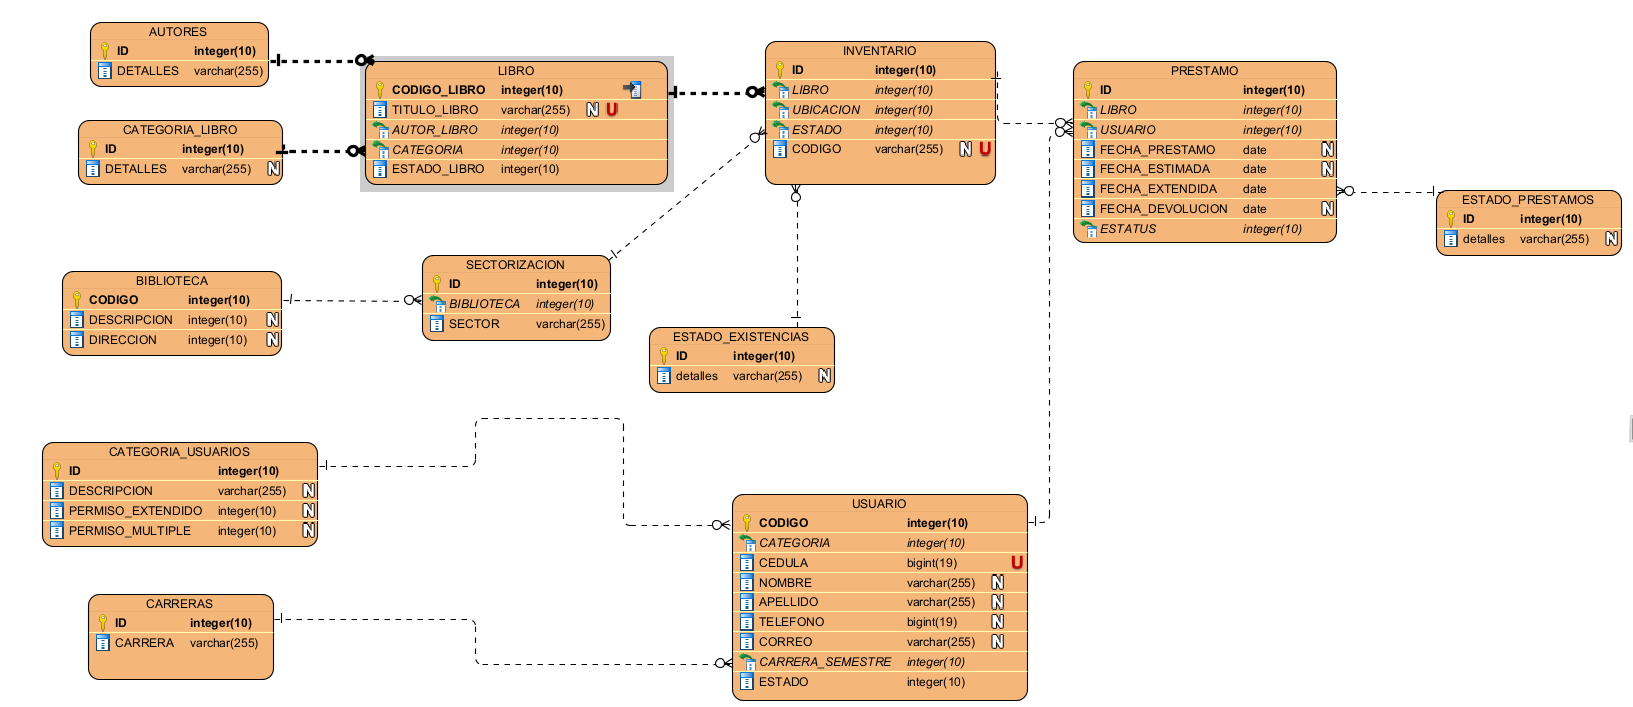 AUTORES
ID integer(10)
DETALLES varchar(255)
LIBRO
CODIGO_LIBRO integer(10)
TITULO_LIBRO varchar(255) N U
AUTOR_LIBRO integer(10)
CATEGORIA integer(10)
ESTADO_LIBRO integer(10)
INVENTARIO
ID integer(10)
LIBRO integer(10)
UBICACION integer(10)
ESTADO integer(10)
CODIGO varchar(255) N U
PRESTAMO
ID integer(10)
LIBRO integer(10)
USUARIO integer(10)
FECHA_PRESTAMO date N
FECHA_ESTIMADA date N
FECHA_EXTENDIDA date
FECHA_DEVOLUCION date N
ESTATUS integer(10)
CATEGORIA_LIBRO
ID integer(10)
DETALLES varchar(255) N
ESTADO_PRESTAMOS
ID integer(10)
detalles varchar(255) N
BIBLIOTECA
CODIGO integer(10)
DESCRIPCION integer(10) N
DIRECCION integer(10) N
SECTORIZACION
ID integer(10)
BIBLIOTECA integer(10)
SECTOR varchar(255)
ESTADO_EXISTENCIAS
ID integer(10)
detalles varchar(255) N
CATEGORIA_USUARIOS
ID integer(10)
DESCRIPCION varchar(255) N
PERMISO_EXTENDIDO integer(10) N
PERMISO_MULTIPLE integer(10) N
USUARIO
CODIGO integer(10)
CATEGORIA integer(10)
CEDULA bigint(19) U
NOMBRE varchar(255) N
APELLIDO varchar(255) N
TELEFONO bigint(19) N
CORREO varchar(255) N
CARRERA_SEMESTRE integer(10)
ESTADO integer(10)
CARRERAS
ID integer(10)
CARRERA varchar(255)